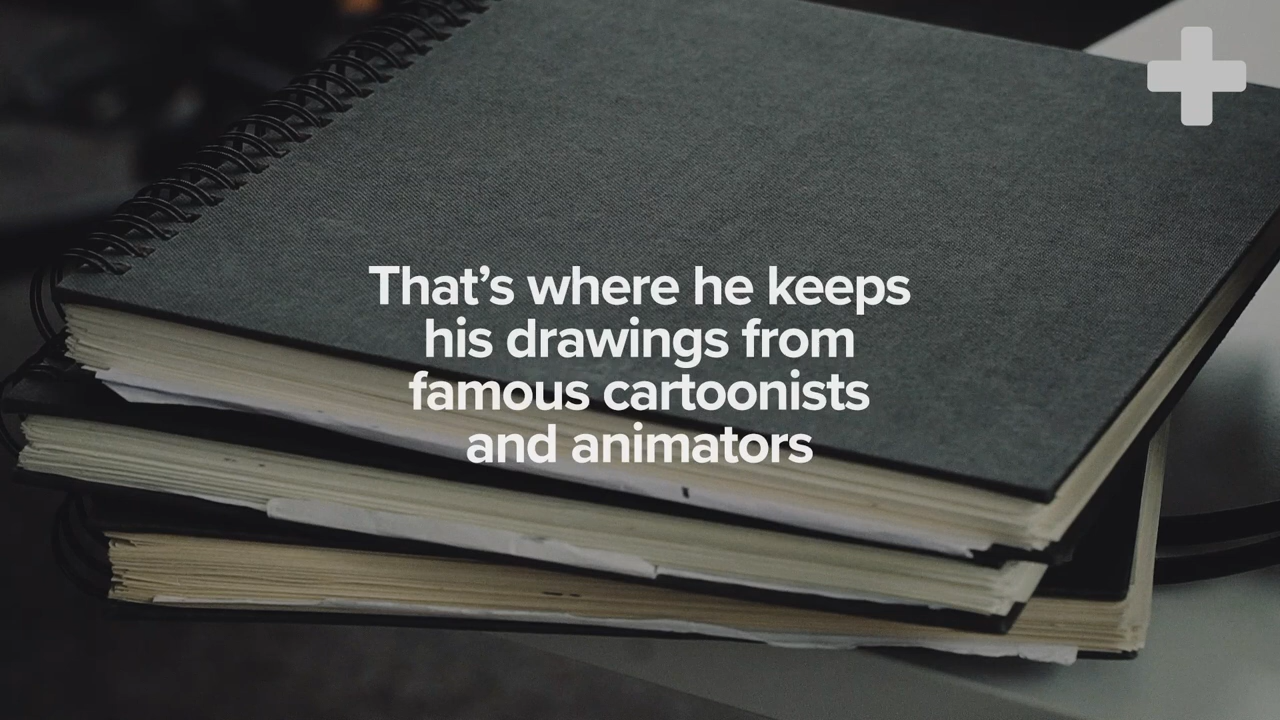 That’s where he keeps
his drawings from
famous cartoonists
and animators